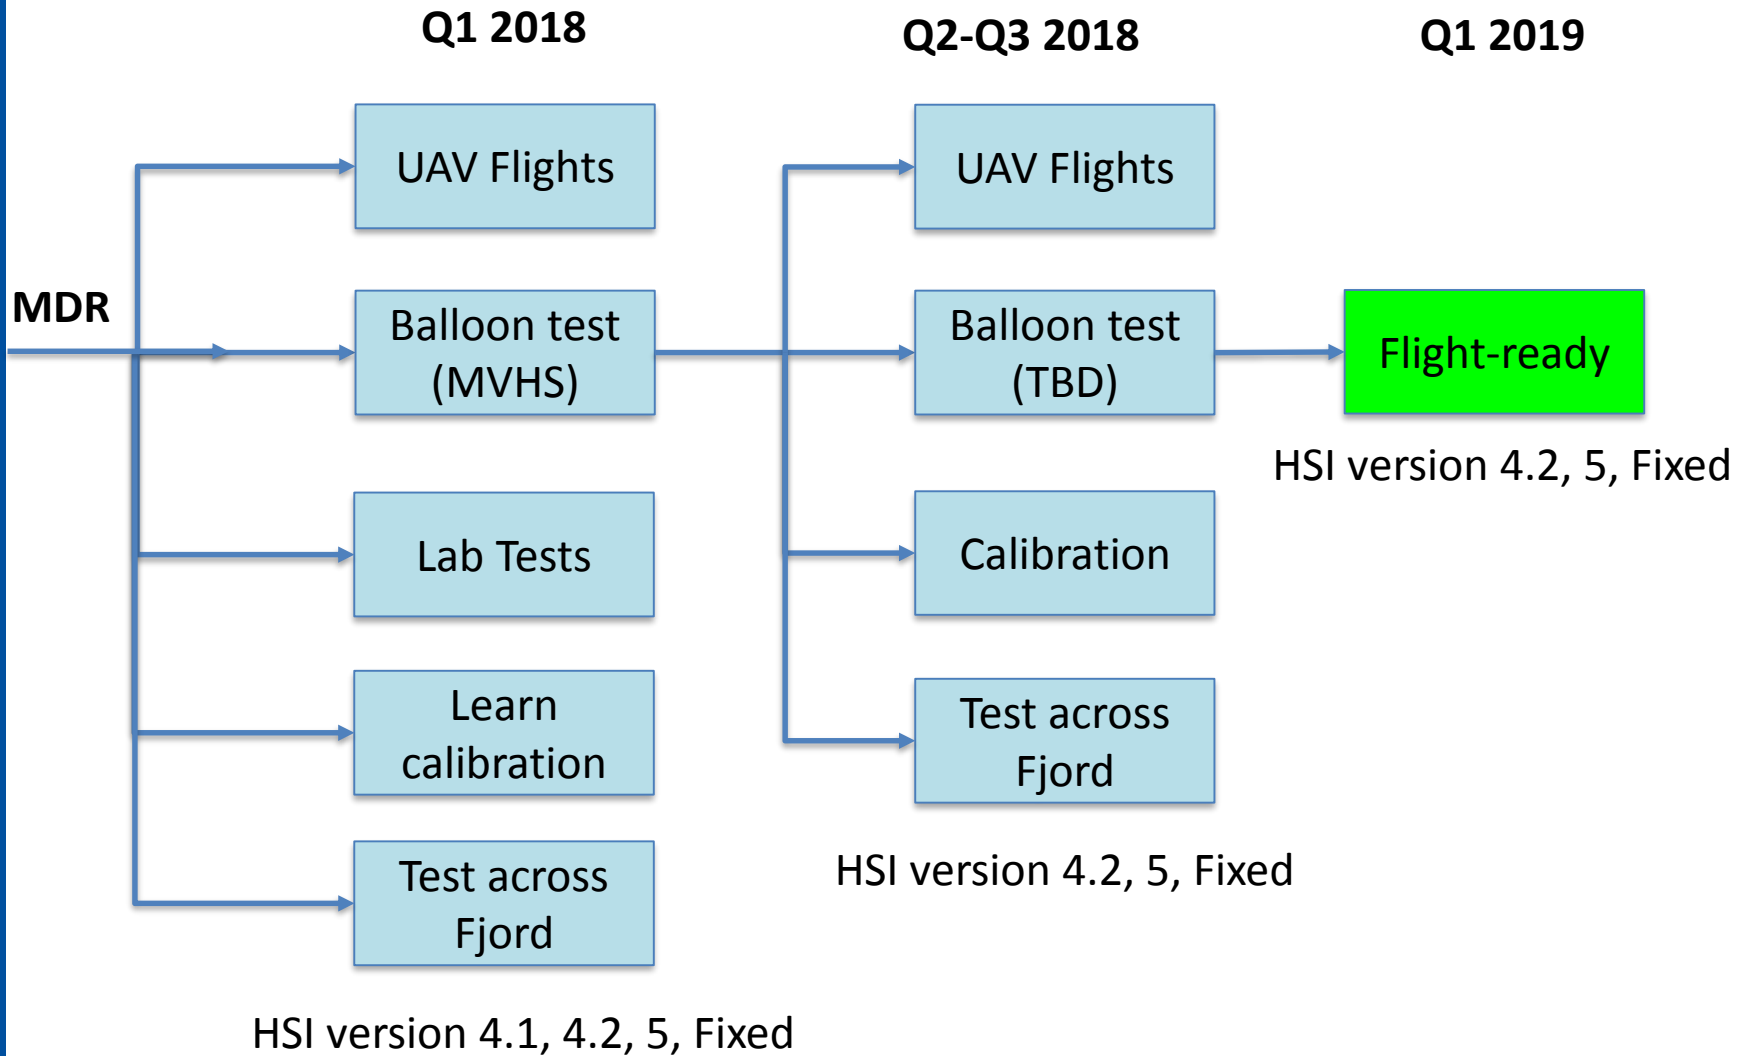 Q1 2018
Q2-Q3 2018
Q1 2019
MDR
UAV Flights
Balloon test
(MVHS)
Lab Tests
Learn
calibration
Test across
Fjord
HSI version 4.1, 4.2, 5, Fixed
UAV Flights
Balloon test
(TBD)
Calibration
Test across
Fjord
HSI version 4.2, 5, Fixed
Flight-ready
HSI version 4.2, 5, Fixed